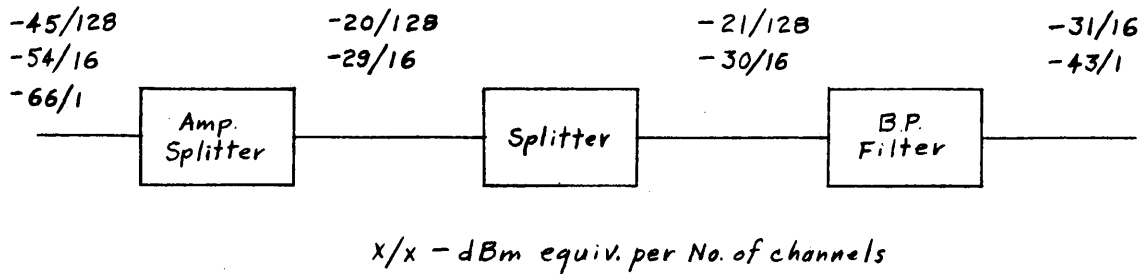 -45/128
-54/16
-66/1
-20/128
-29/16
-21/128
-30/16
-31/16
-43/1
Amp.
Splitter
Splitter
B.P.
Filter
x/x - dBm equiv. per No. of channels